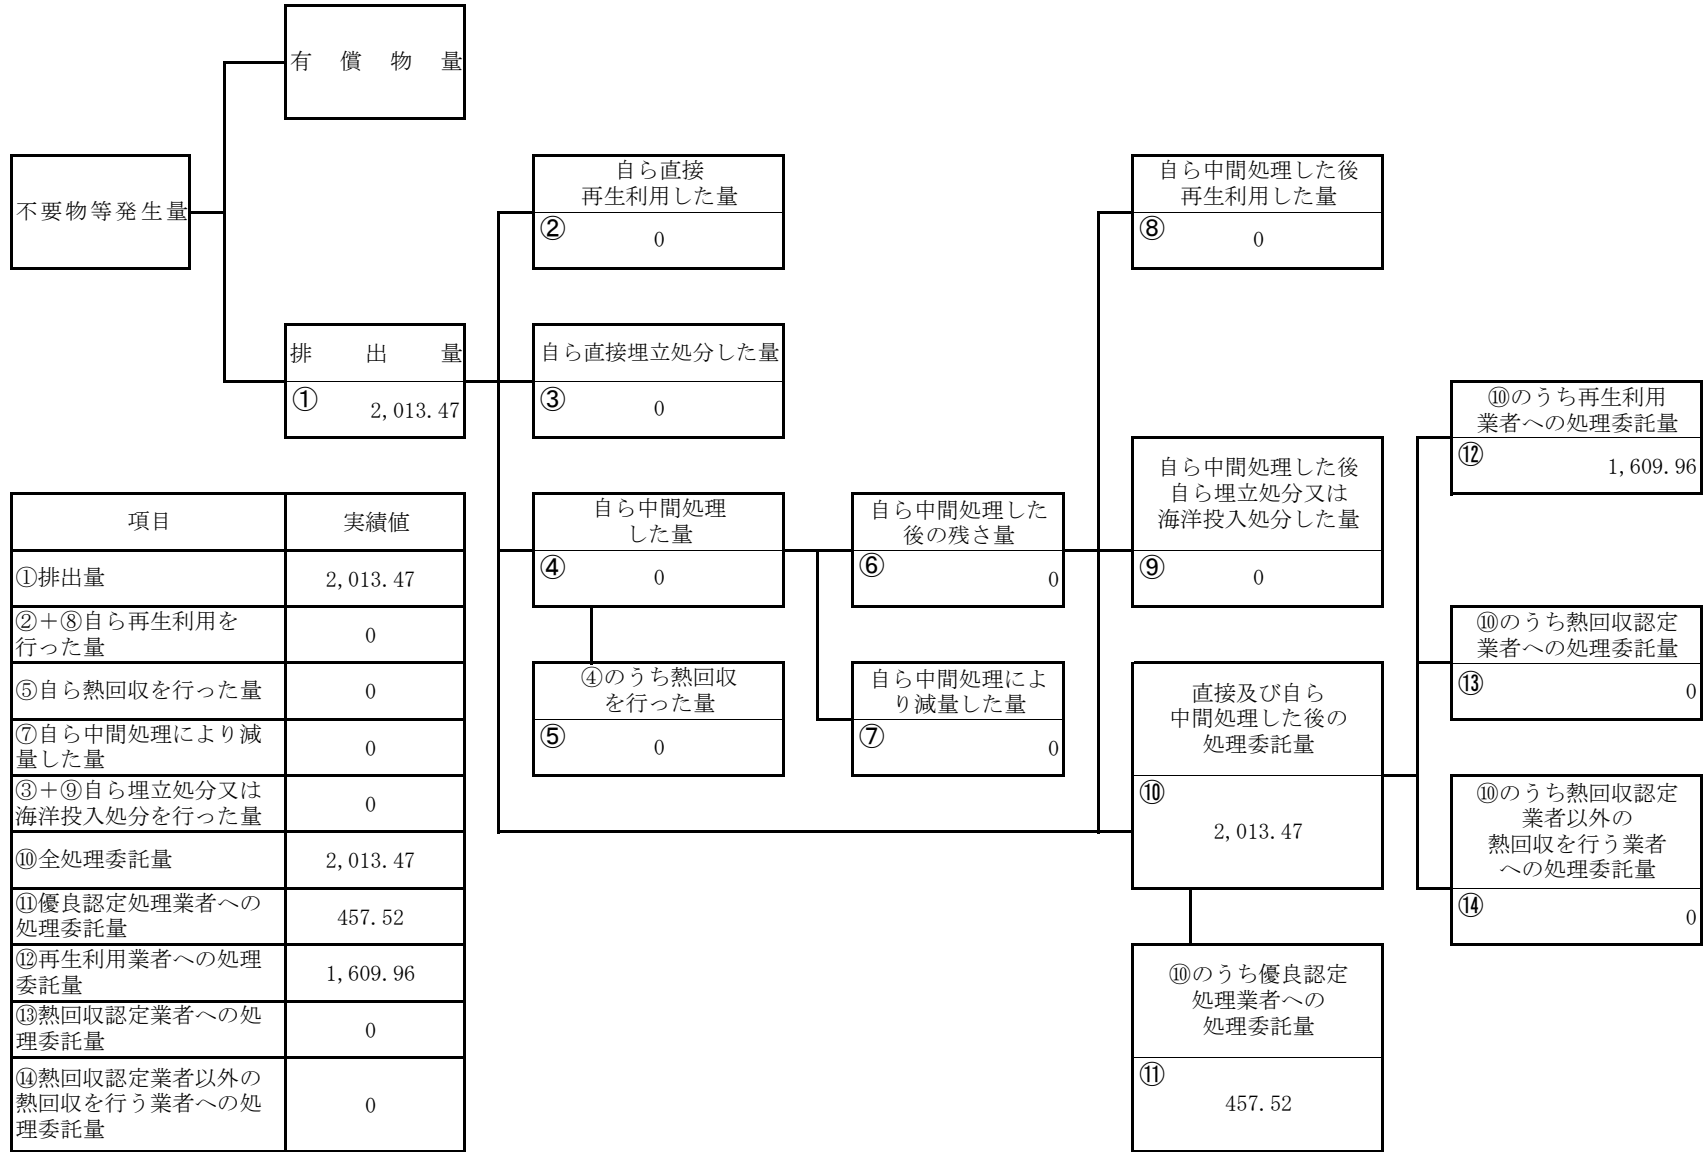 有償物量
不要物等発生量
排出量
①
2,013.47
自ら直接
再生利用した量
②
0
自ら直接埋立処分した量
③
0
自ら中間処理
した量
④
0
④のうち熱回収
を行った量
⑤
0
自ら中間処理した
後の残さ量
⑥
0
自ら中間処理によ
り減量した量
⑦
0
自ら中間処理した後
再生利用した量
⑧
0
自ら中間処理した後
自ら埋立処分又は
海洋投入処分した量
⑨
0
直接及び自ら
中間処理した後の
処理委託量
⑩
2,013.47
⑩のうち優良認定
処理業者への
処理委託量
⑪
457.52
⑩のうち再生利用
業者への処理委託量
⑫
1,609.96
⑩のうち熱回収認定
業者への処理委託量
⑬
0
⑩のうち熱回収認定
業者以外の
熱回収を行う業者
への処理委託量
⑭
0
項目 実績値
①排出量 2,013.47
②+⑧自ら再生利用を
行った量
0
⑤自ら熱回収を行った量 0
⑦自ら中間処理により減
量した量
0
③+⑨自ら埋立処分又は
海洋投入処分を行った量
0
⑩全処理委託量 2,013.47
⑪優良認定処理業者への
処理委託量
457.52
⑫再生利用業者への処理
委託量
1,609.96
⑬熱回収認定業者への処
理委託量
0
⑭熱回収認定業者以外の
熱回収を行う業者への処
理委託量
0